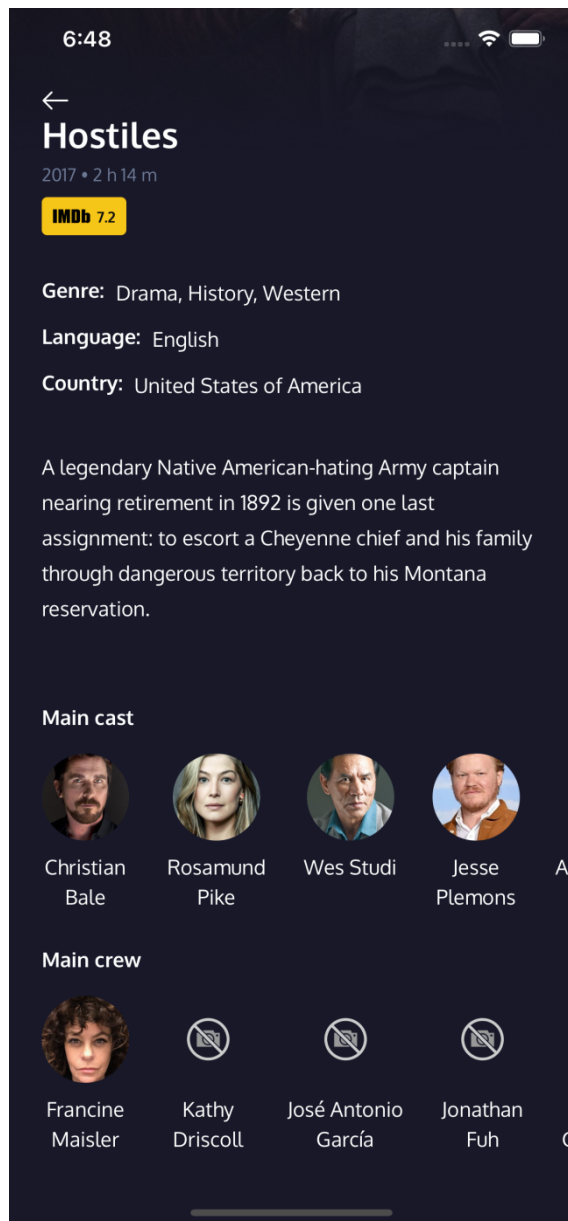 6:48
Hostiles
2017 • 2 h 14 m
IMDb 7.2
Genre: Drama, History, Western
Language: English
Country: United States of America
A legendary Native American-hating Army captain
nearing retirement in 1892 is given one last
assignment: to escort a Cheyenne chief and his family
through dangerous territory back to his Montana
reservation.
Main cast
Christian Bale
Rosamund Pike
Wes Studi
Jesse Plemons
A
Main crew
Francine Maisler
Kathy Driscoll
José Antonio García
Jonathan Fuh